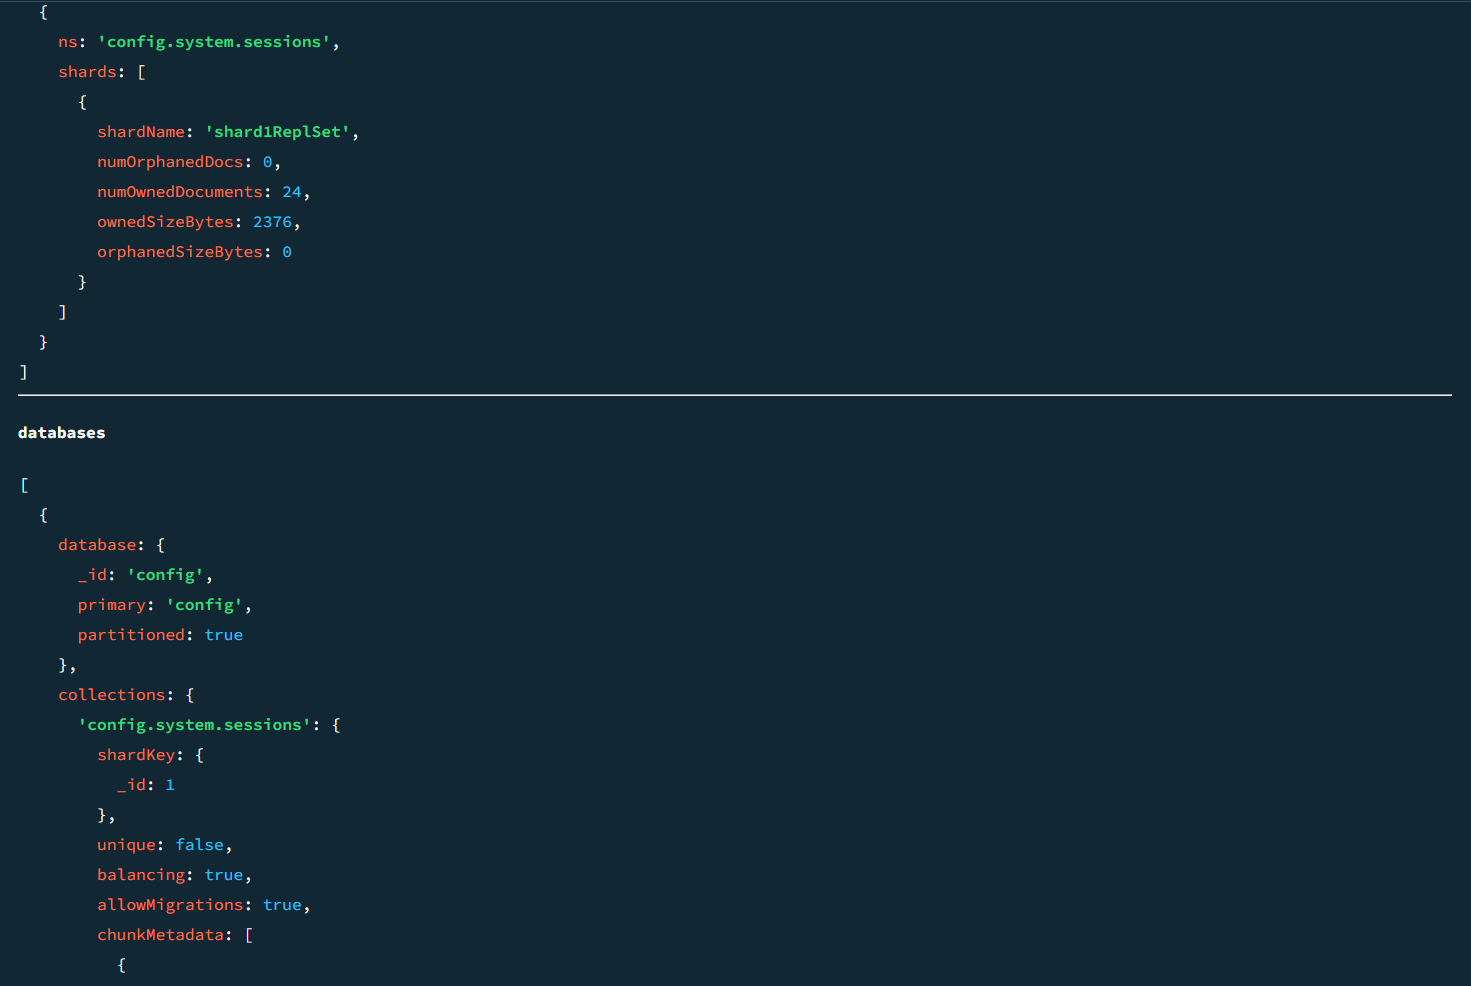 {
ns: 'config.system.sessions',
shards: [
{
shardName: 'shard1ReplSet',
numOrphanedDocs: 0,
numOwnedDocuments: 24,
ownedSizeBytes: 2376,
orphanedSizeBytes: 0
}
]
}
]
databases
[
{
database: {
_id: 'config',
primary: 'config',
partitioned: true
},
collections: {
'config.system.sessions': {
shardKey: {
_id: 1
},
unique: false,
balancing: true,
allowMigrations: true,
chunkMetadata: [
{